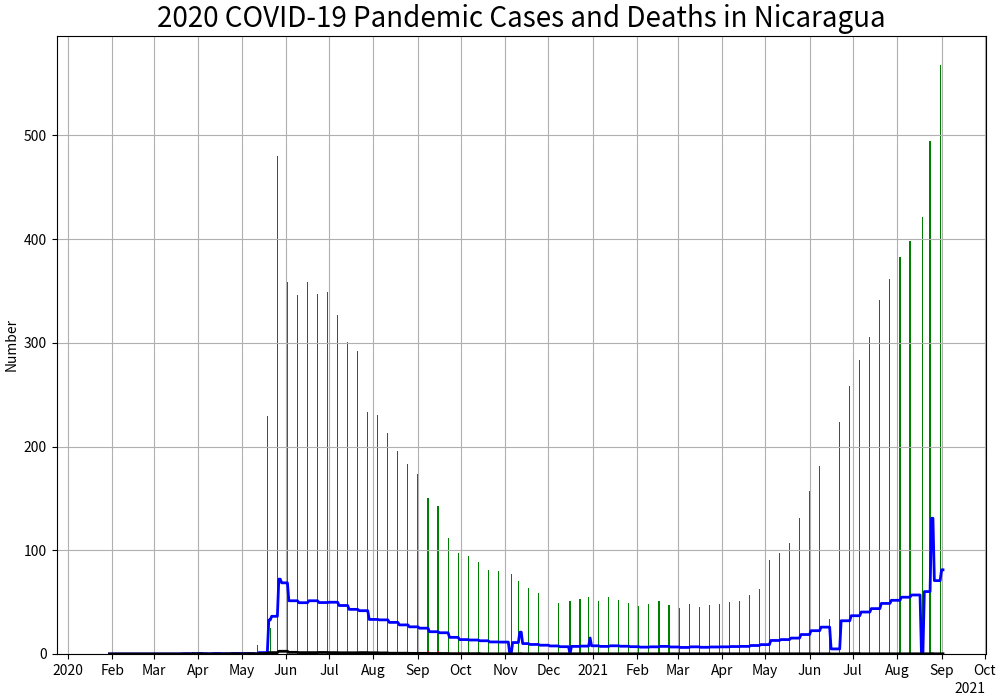 2020 COVID-19 Pandemic Cases and Deaths in Nicaragua
Number
500
400
300
200
100
0
2020 Feb Mar Apr May Jun Jul Aug Sep Oct Nov Dec 2021 Feb Mar Apr May Jun Jul Aug Sep Oct
2021